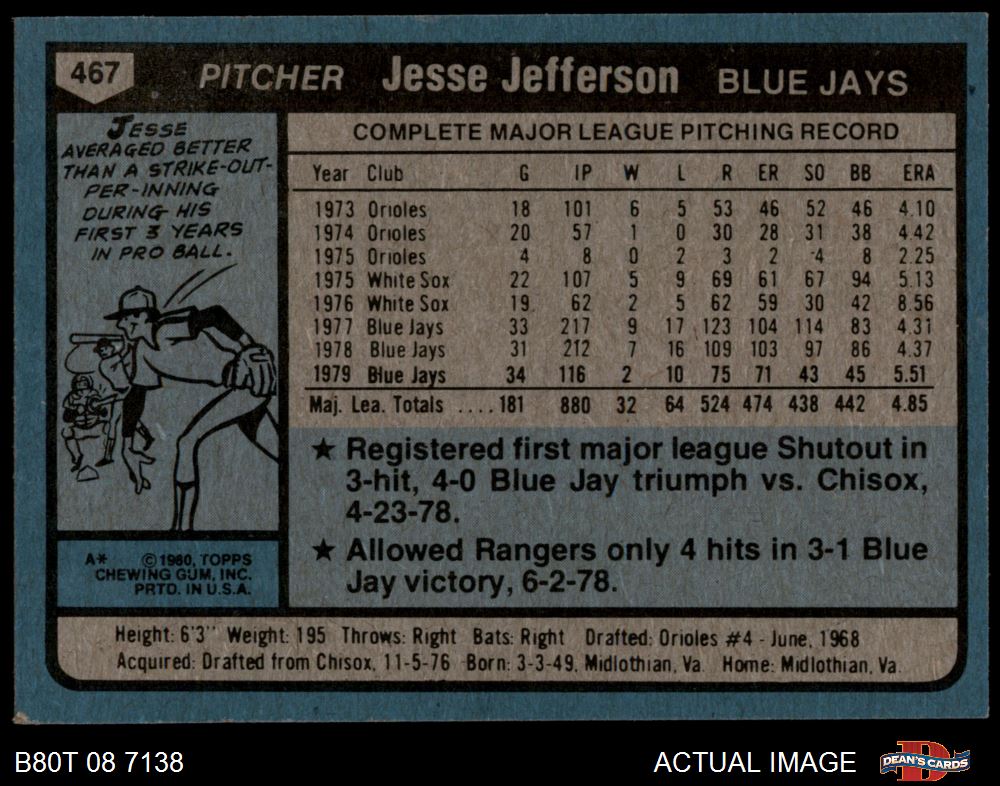 467 PITCHER Jesse Jefferson BLUE JAYS
JESSE
AVERAGED BETTER
THAN A STRIKE-OUT-
PER-INNING
DURING HIS
FIRST 3 YEARS
IN PRO BALL.
A* ©1980, TOPPS
CHEWING GUM, INC.
PRTD. IN U.S.A.
COMPLETE MAJOR LEAGUE PITCHING RECORD
Year Club G IP W L R ER SO BB ERA
1973 Orioles 18 101 6 5 53 46 52 46 4.10
1974 Orioles 20 57 1 0 30 28 31 38 4.42
1975 Orioles 4 8 0 2 3 2 4 8 2.25
1975 White Sox 22 107 5 9 69 61 67 94 5.13
1976 White Sox 19 62 2 5 62 59 30 42 8.56
1977 Blue Jays 33 217 9 17 123 104 114 83 4.31
1978 Blue Jays 31 212 7 16 109 103 97 86 4.37
1979 Blue Jays 34 116 2 10 75 71 43 45 5.51
Maj. Lea. Totals ....181 880 32 64 524 474 438 442 4.85
★ Registered first major league Shutout in
3-hit, 4-0 Blue Jay triumph vs. Chisox,
4-23-78.
★ Allowed Rangers only 4 hits in 3-1 Blue
Jay victory, 6-2-78.
Height: 6'3" Weight: 195 Throws: Right Bats: Right Drafted: Orioles #4 - June, 1968
Acquired: Drafted from Chisox, 11-5-76 Born: 3-3-49, Midlothian, Va. Home: Midlothian, Va.
B80T 08 7138 ACTUAL IMAGE DEAN'S CARDS